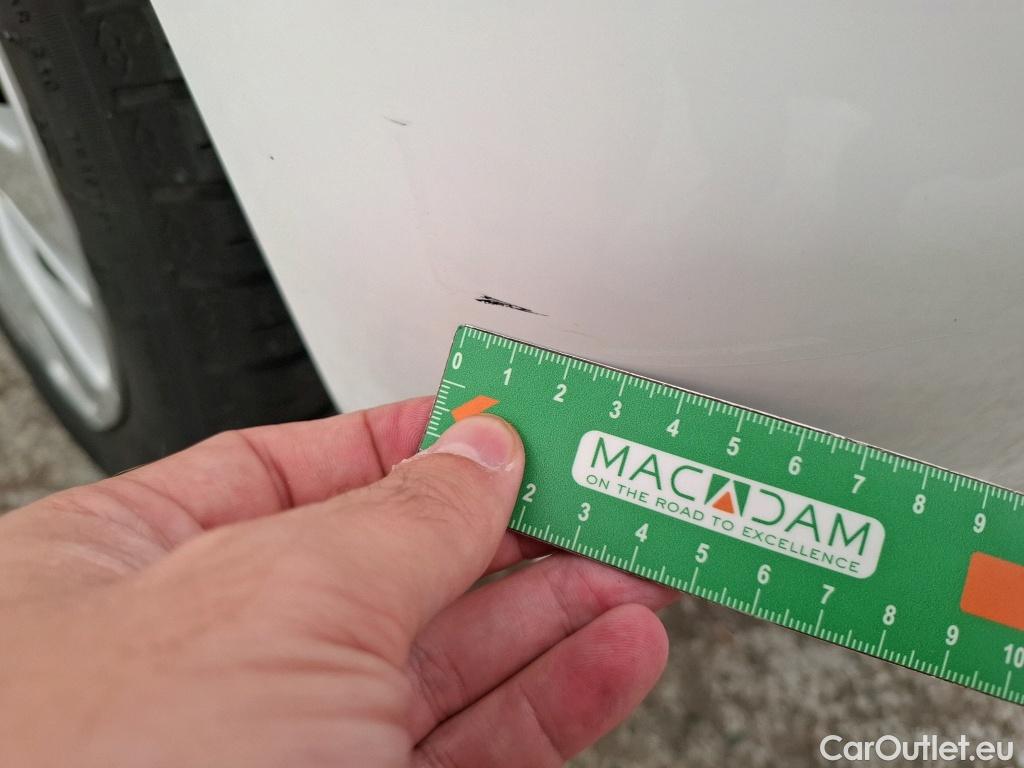 0 1 2 3 4 5 6 7 8 9
MACADAM
ON THE ROAD TO EXCELLENCE
2 3 4 5 6 7 8 9 10
CarOutlet.eu